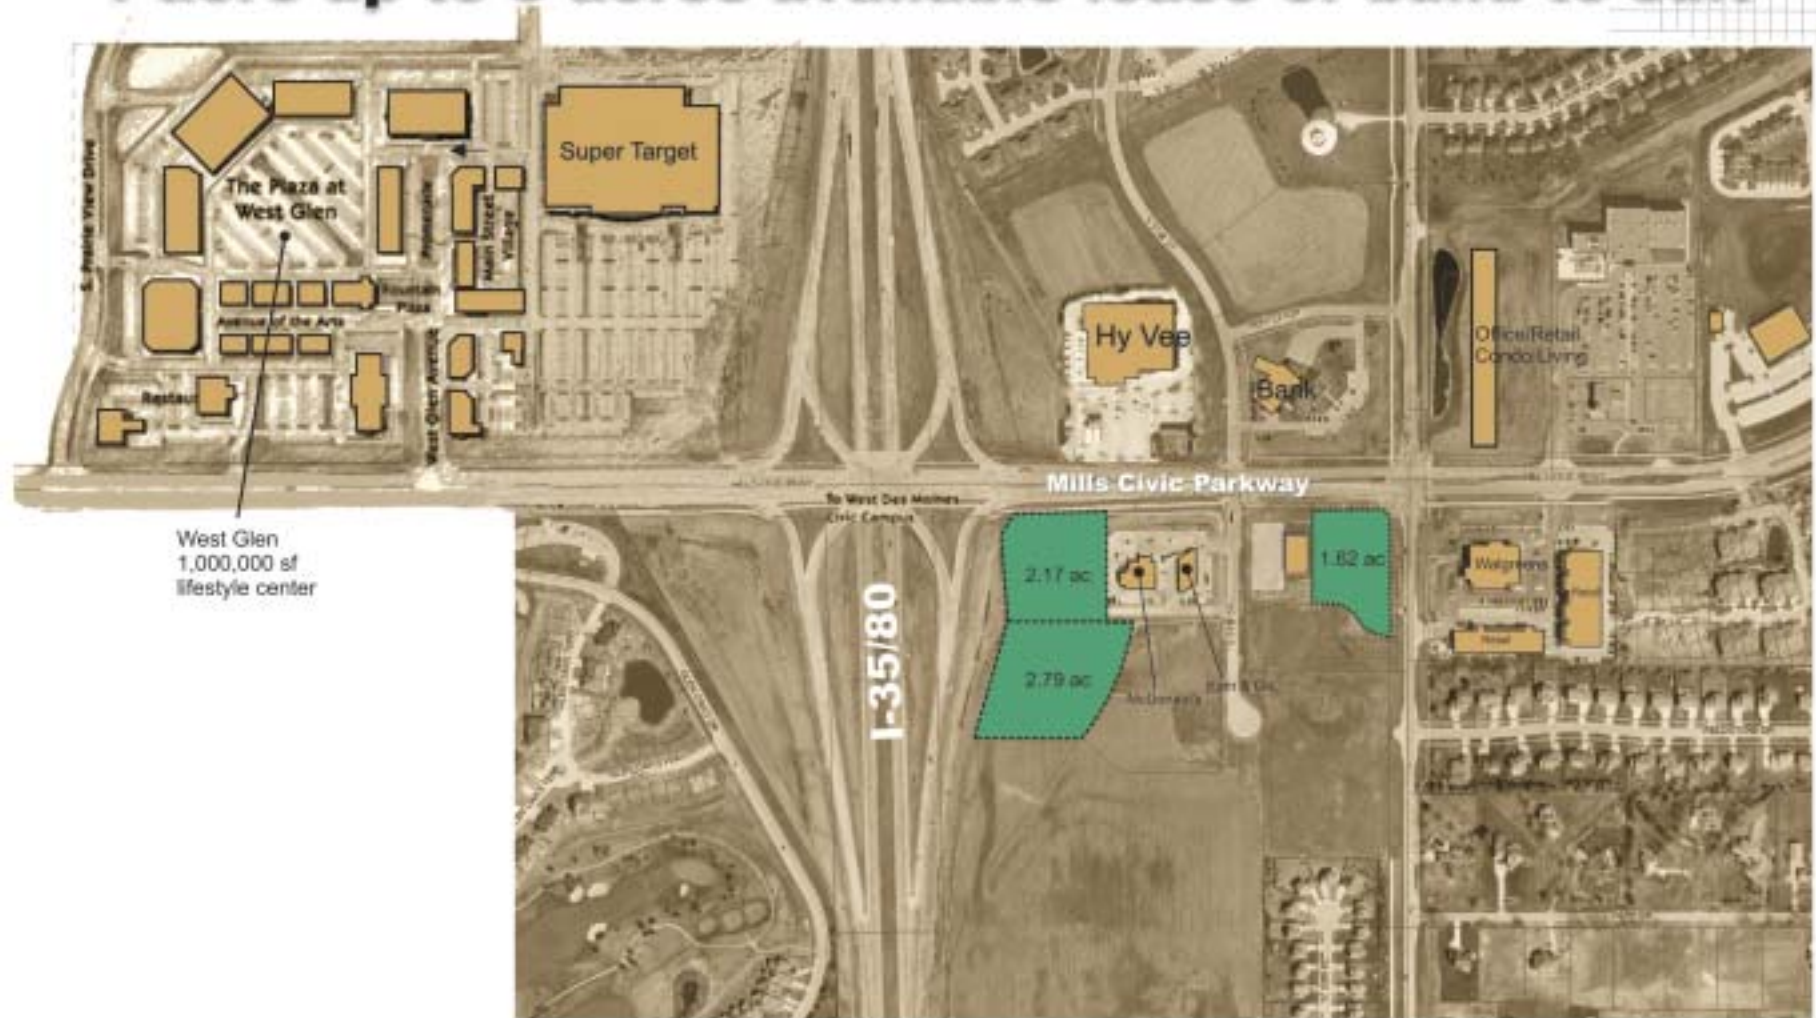 S. Prairie View Drive
The Plaza at
West Glen
Promenade
Main Street
Village
Super Target
Fountain
Plaza
Avenue of the Arts
Restau
West Glen Avenue
Hy Vee
Bank
Office/Retail
Condo/Living
Mills Civic Parkway
To West Des Moines
Civic Campus
West Glen
1,000,000 sf
lifestyle center
I-35/80
2.17 ac
2.79 ac
1.62 ac
McDonald's
Walgreens
Retail